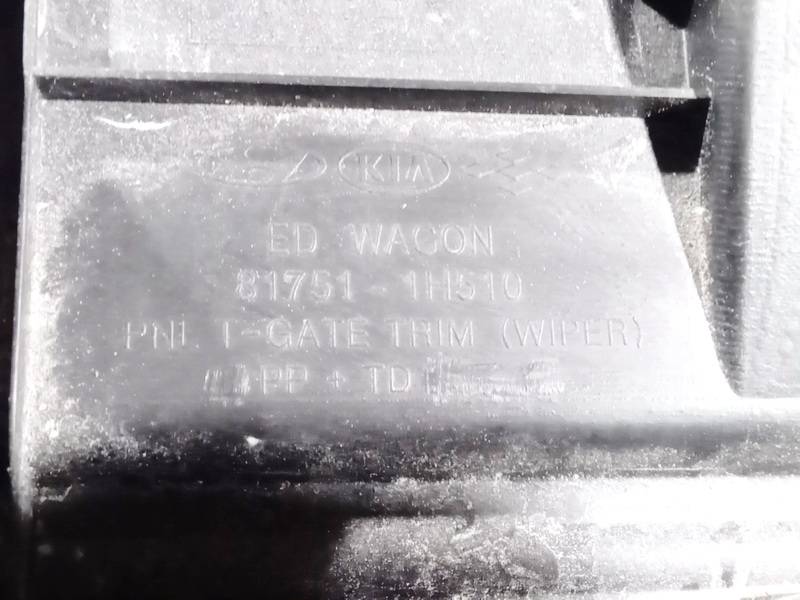 KIA
ED WAGON
81751-1H510
PNL T-GATE TRIM (WIPER)
PP + TD